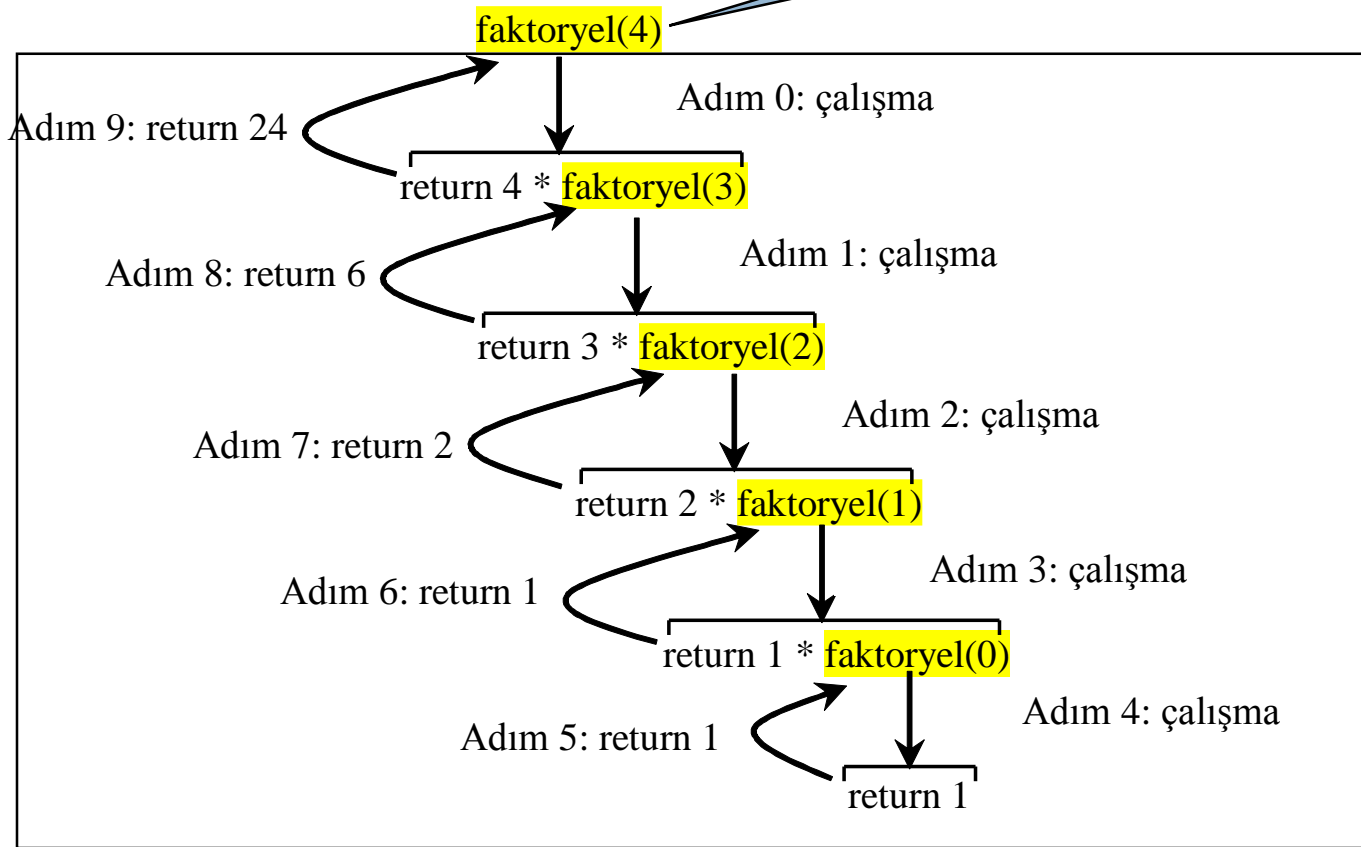 faktoryel(4)
Adım 0: çalışma
Adım 9: return 24
return 4 * faktoryel(3)
Adım 1: çalışma
Adım 8: return 6
return 3 * faktoryel(2)
Adım 2: çalışma
Adım 7: return 2
return 2 * faktoryel(1)
Adım 3: çalışma
Adım 6: return 1
return 1 * faktoryel(0)
Adım 4: çalışma
Adım 5: return 1
return 1